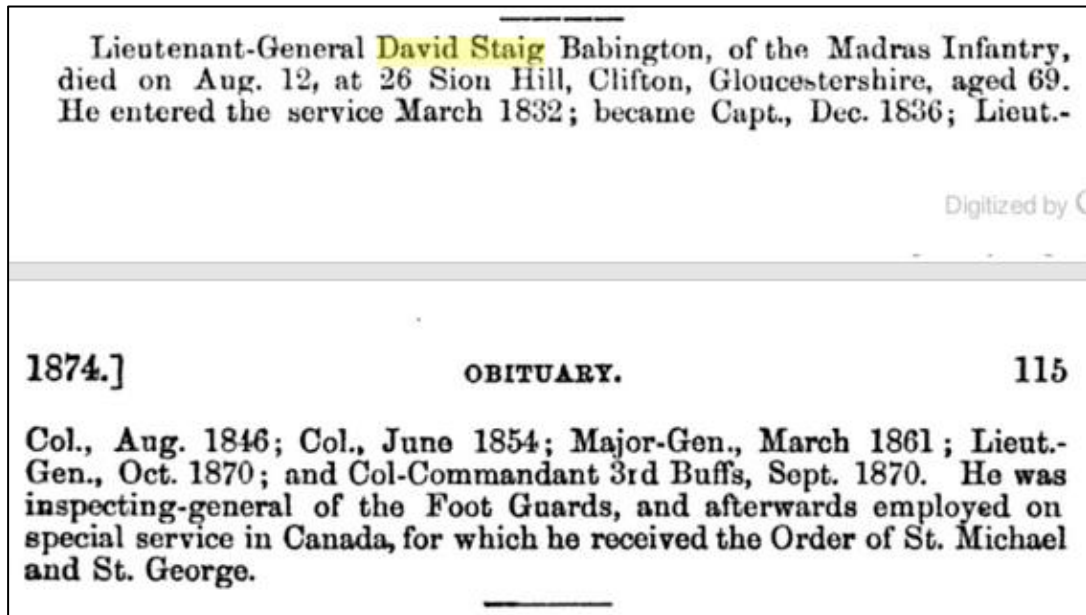 Lieutenant-General David Staig Babington, of the Madras Infantry,
died on Aug. 12, at 26 Sion Hill, Clifton, Gloucestershire, aged 69.
He entered the service March 1832; became Capt., Dec. 1836; Lieut.-
Digitized by
1874.] OBITUARY. 115
Col., Aug. 1846; Col., June 1854; Major-Gen., March 1861; Lieut.-
Gen., Oct. 1870; and Col-Commandant 3rd Buffs, Sept. 1870. He was
inspecting-general of the Foot Guards, and afterwards employed on
special service in Canada, for which he received the Order of St. Michael
and St. George.